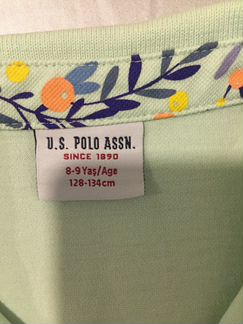 U.S. POLO ASSN.
SINCE 1890
8-9 Yaş/Age
128-134cm